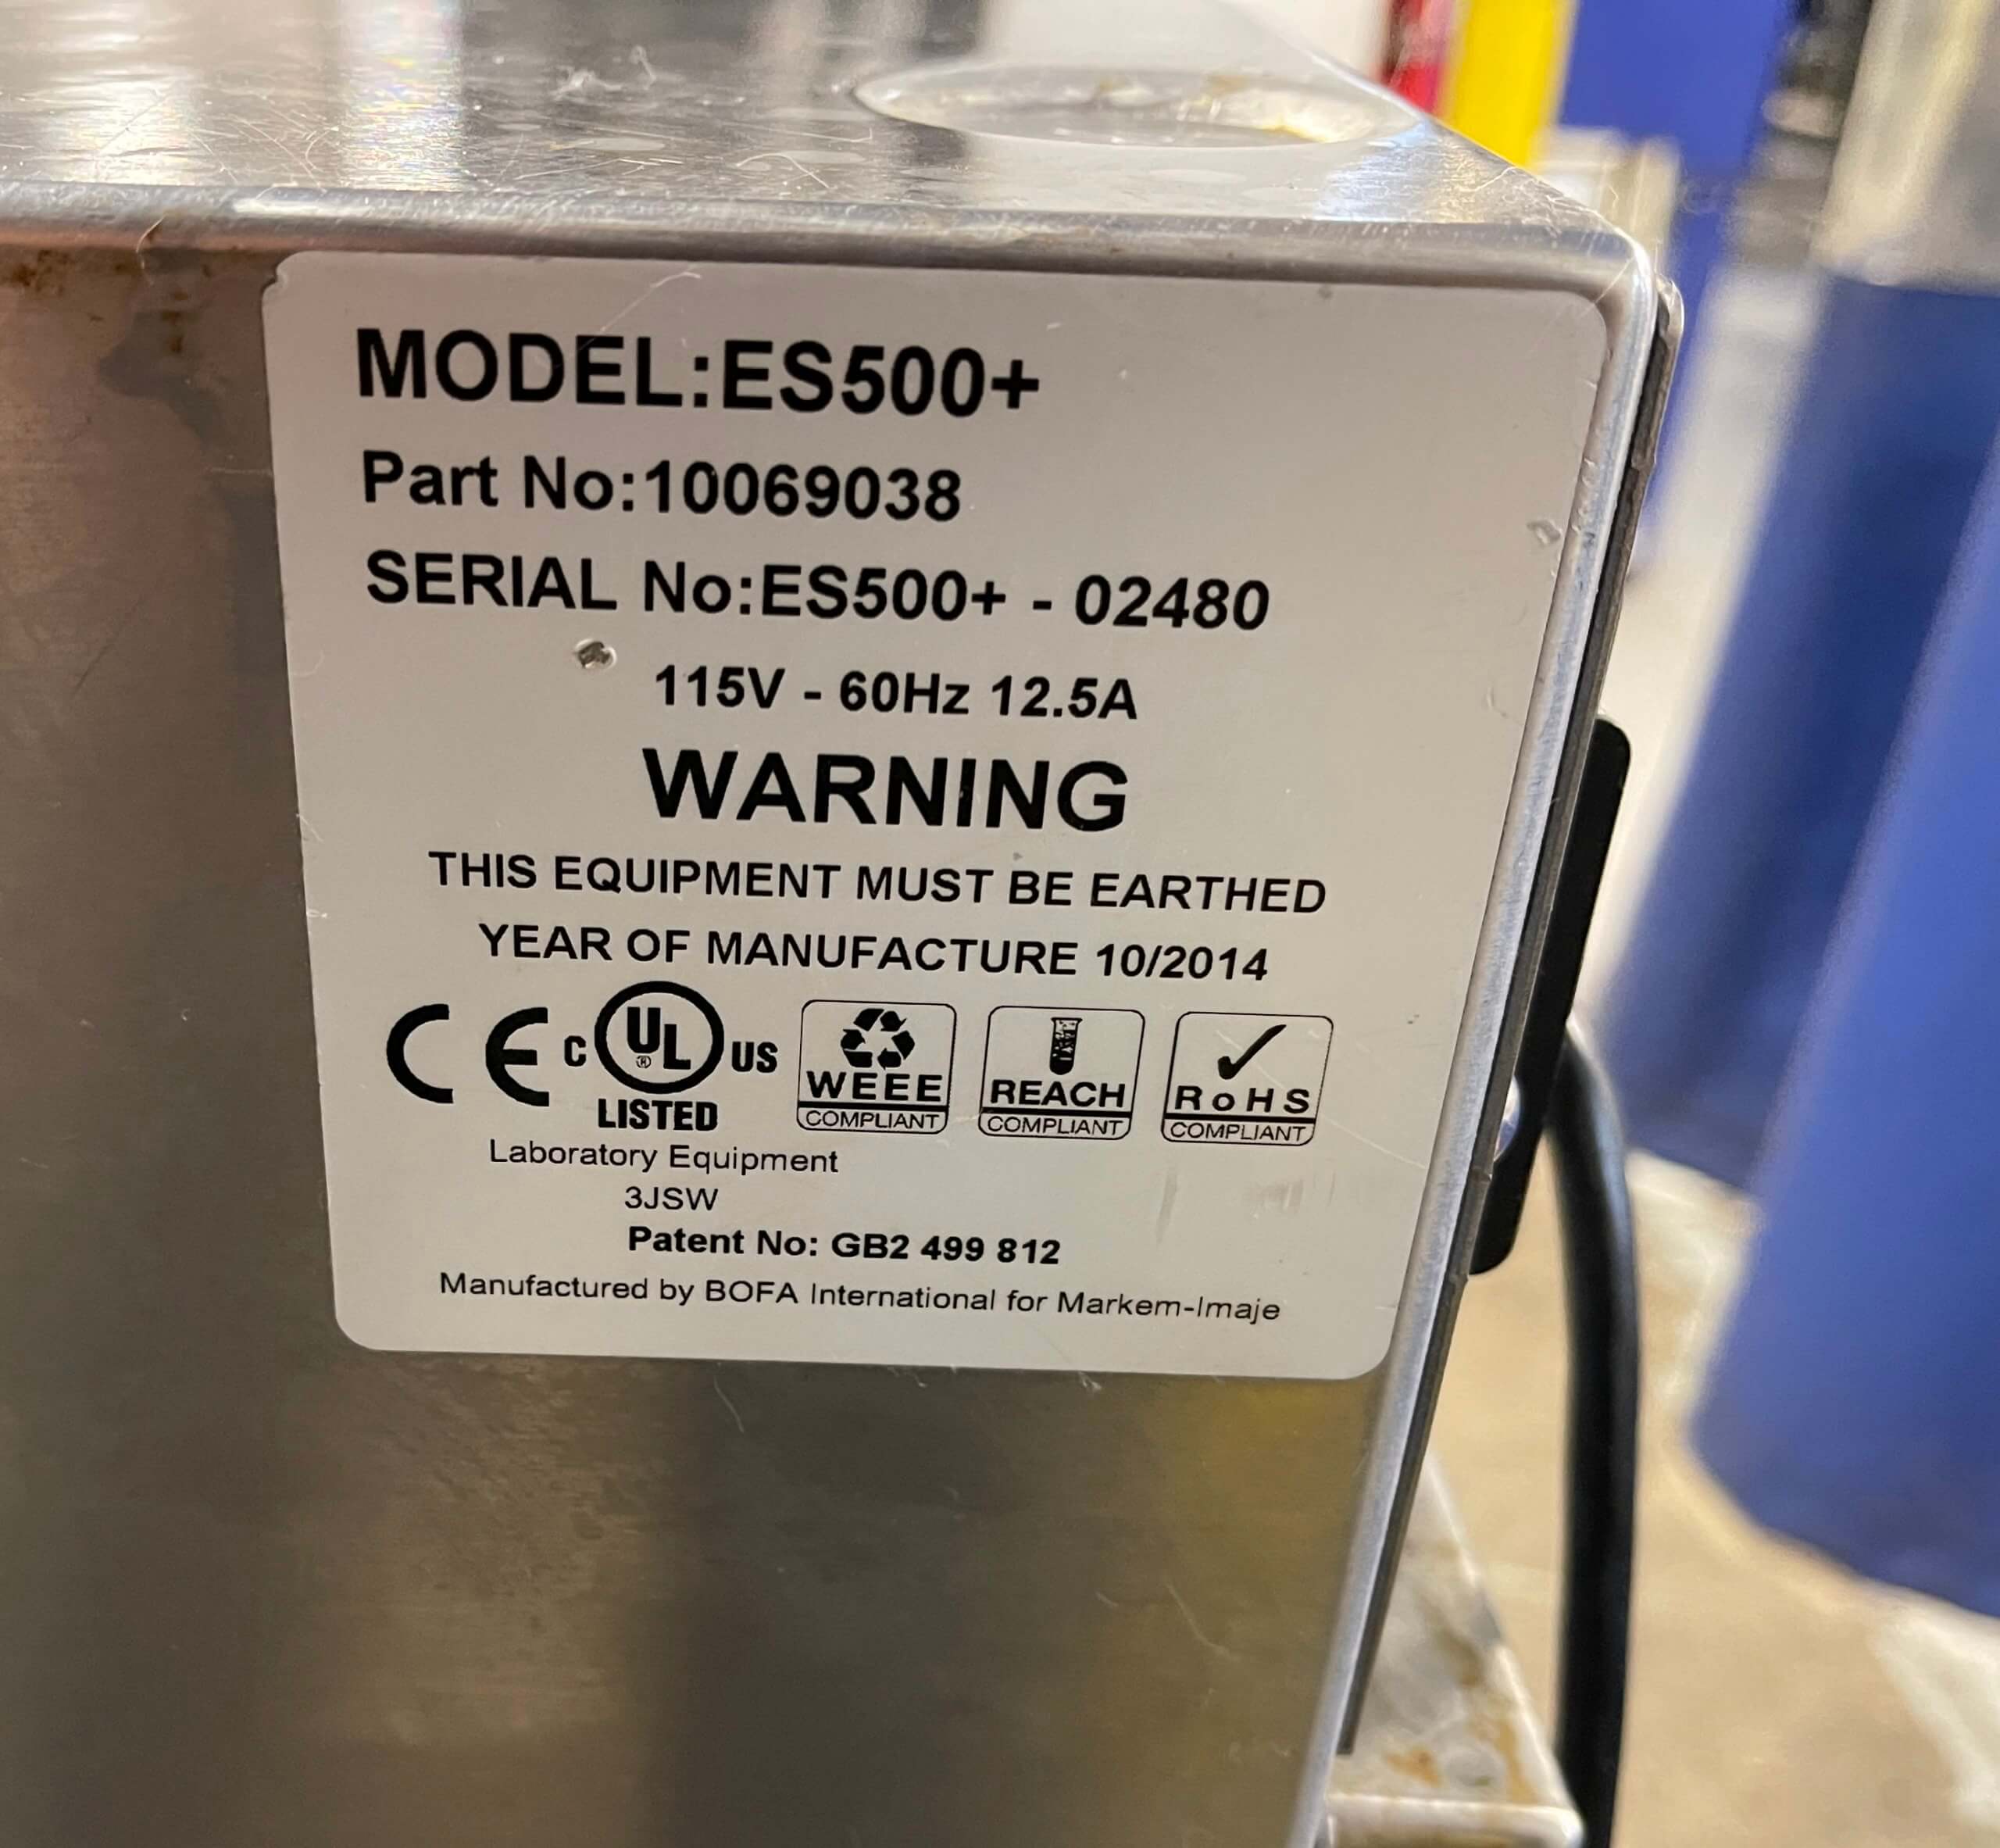 MODEL:ES500+
Part No:10069038
SERIAL No:ES500+ - 02480
115V - 60Hz 12.5A
WARNING
THIS EQUIPMENT MUST BE EARTHED
YEAR OF MANUFACTURE 10/2014
CE C UL ® US LISTED
WEEE COMPLIANT
REACH COMPLIANT
RoHS COMPLIANT
Laboratory Equipment
3JSW
Patent No: GB2 499 812
Manufactured by BOFA International for Markem-Imaje